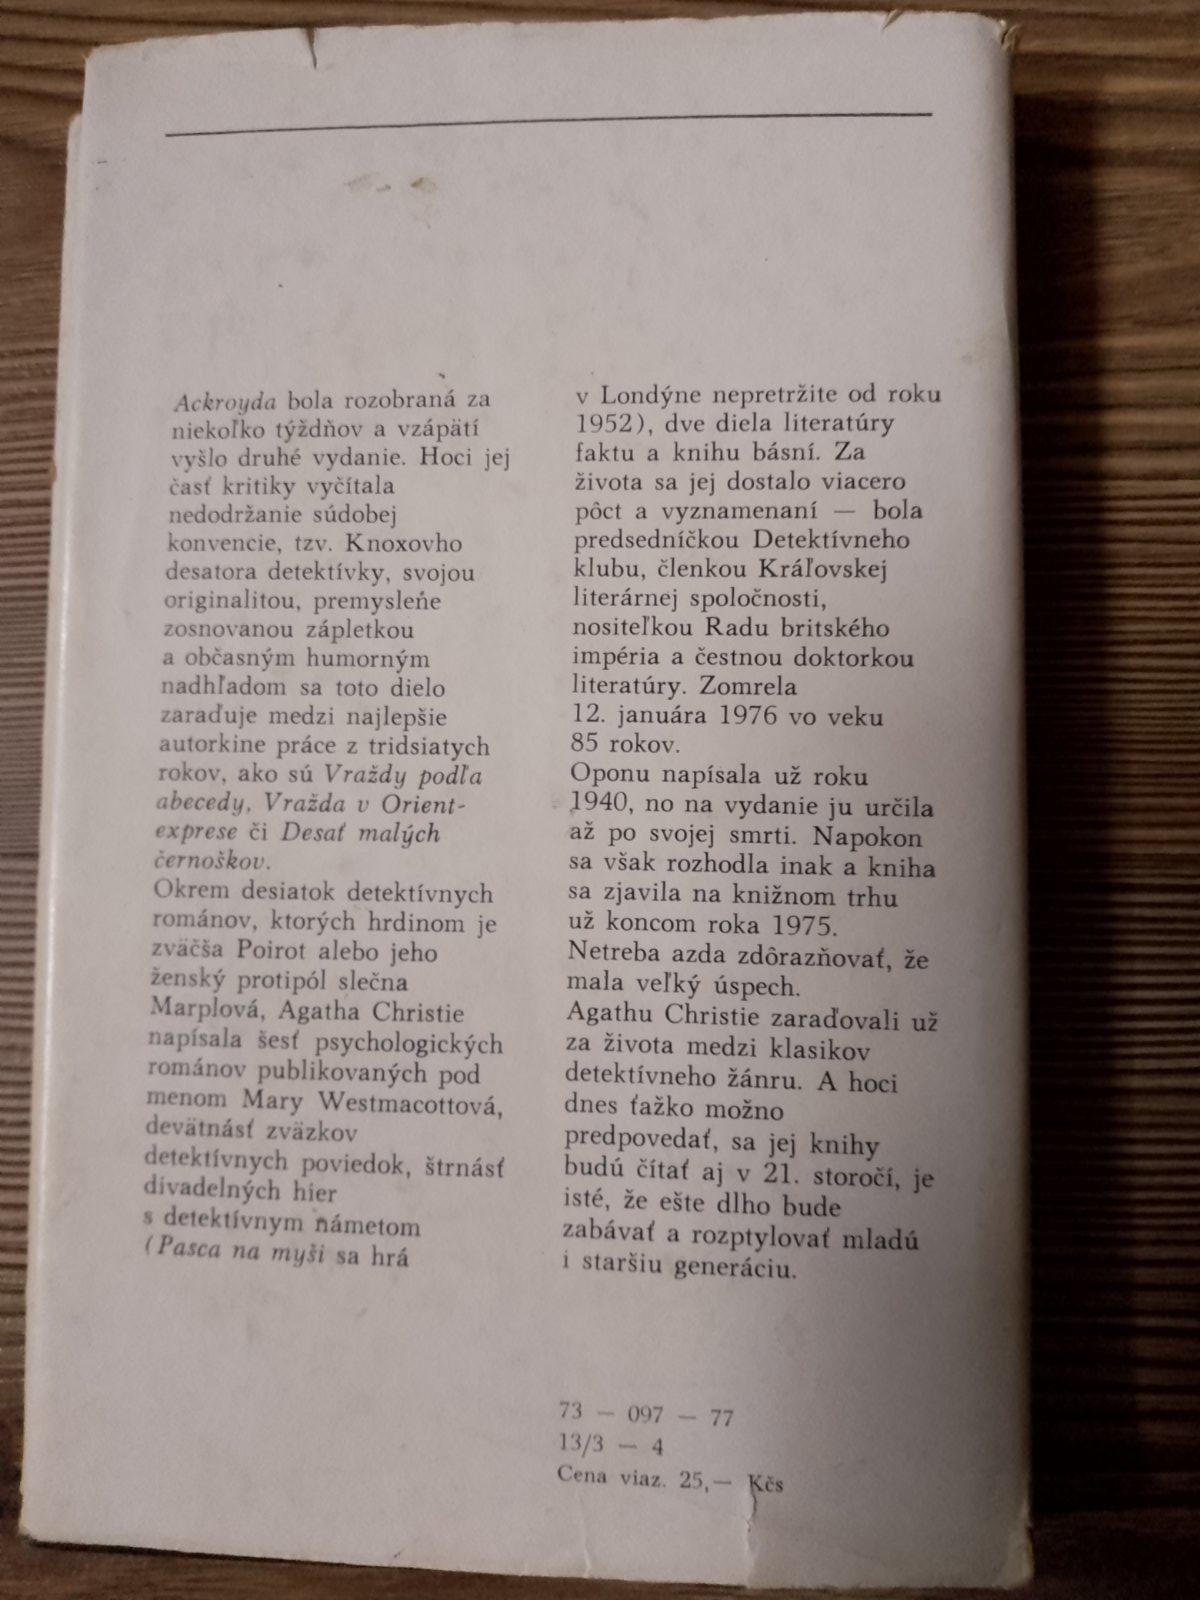 Ackroyda bola rozobraná za
niekoľko týždňov a vzápätí
vyšlo druhé vydanie. Hoci jej
časť kritiky vyčítala
nedodržanie súdobej
konvencie, tzv. Knoxovho
desatora detektívky, svojou
originalitou, premyslene
zosnovanou zápletkou
a občasným humorným
nadhľadom sa toto dielo
zaraďuje medzi najlepšie
autorkine práce z tridsiatych
rokov, ako sú Vraždy podľa
abecedy, Vražda v Orient-
exprese či Desať malých
černoškov.
Okrem desiatok detektívnych
románov, ktorých hrdinom je
zväčša Poirot alebo jeho
ženský protipól slečna
Marplová, Agatha Christie
napísala šesť psychologických
románov publikovaných pod
menom Mary Westmacottová,
devätnásť zväzkov
detektívnych poviedok, štrnásť
divadelných hier
s detektívnym námetom
(Pasca na myši sa hrá
v Londýne nepretržite od roku
1952), dve diela literatúry
faktu a knihu básní. Za
života sa jej dostalo viacero
pôct a vyznamenaní — bola
predsedníčkou Detektívneho
klubu, členkou Kráľovskej
literárnej spoločnosti,
nositeľkou Radu britského
impéria a čestnou doktorkou
literatúry. Zomrela
12. januára 1976 vo veku
85 rokov.
Oponu napísala už roku
1940, no na vydanie ju určila
až po svojej smrti. Napokon
sa však rozhodla inak a kniha
sa zjavila na knižnom trhu
už koncom roka 1975.
Netreba azda zdôrazňovať, že
mala veľký úspech.
Agathu Christie zaraďovali už
za života medzi klasikov
detektívneho žánru. A hoci
dnes ťažko možno
predpovedať, sa jej knihy
budú čítať aj v 21. storočí, je
isté, že ešte dlho bude
zabávať a rozptylovať mladú
i staršiu generáciu.
73 — 097 — 77
13/3 — 4
Cena viaz. 25,— Kčs